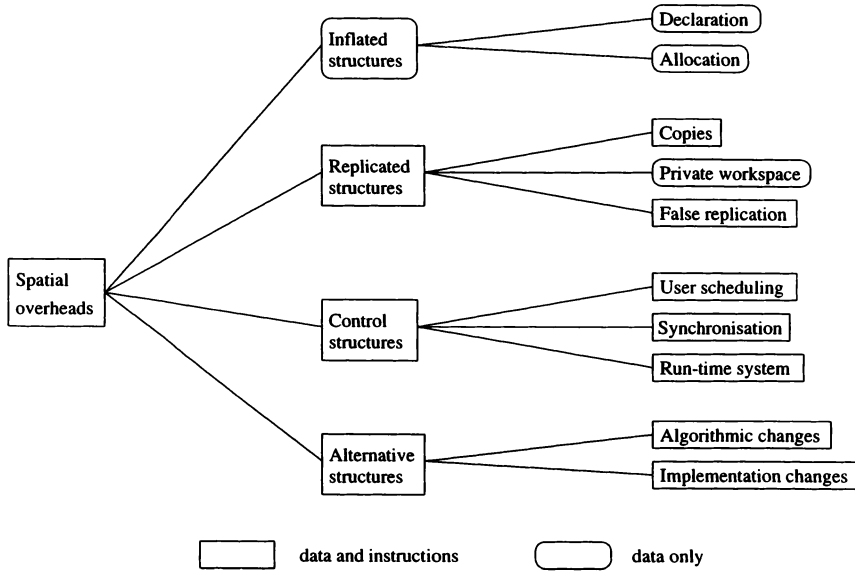 Spatial
overheads
Inflated
structures
Declaration
Allocation
Replicated
structures
Copies
Private workspace
False replication
Control
structures
User scheduling
Synchronisation
Run-time system
Alternative
structures
Algorithmic changes
Implementation changes
data and instructions
data only